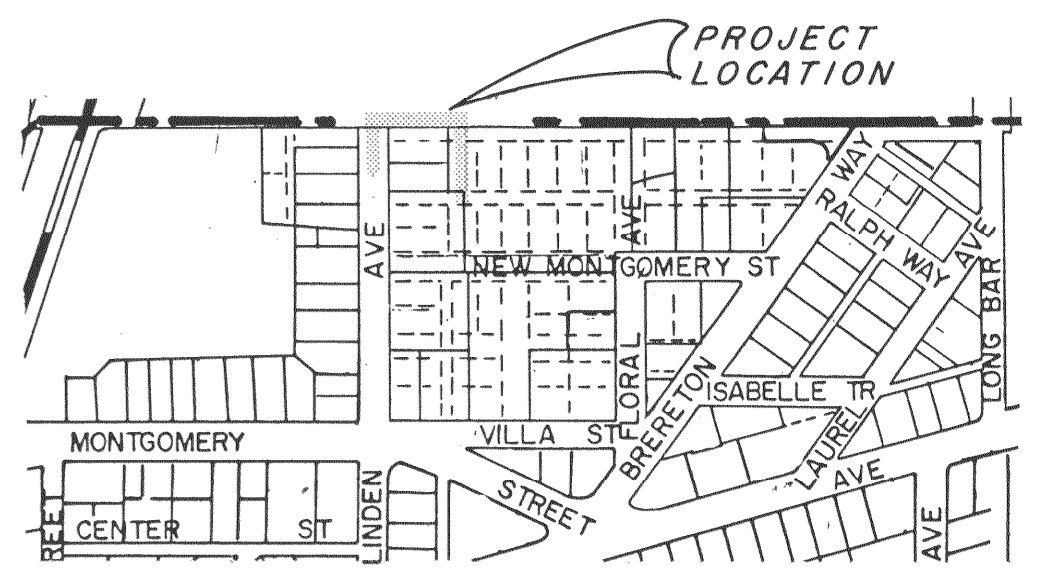 PROJECT
LOCATION
WAY
RALPH WAY
AVE
AVE
AVE
NEW MONTGOMERY ST
LONG BAR
FLORAL
BRERETON
ISABELLE TR
LAUREL
MONTGOMERY
VILLA ST
AVE
STREET
LINDEN
CENTER ST
AVE